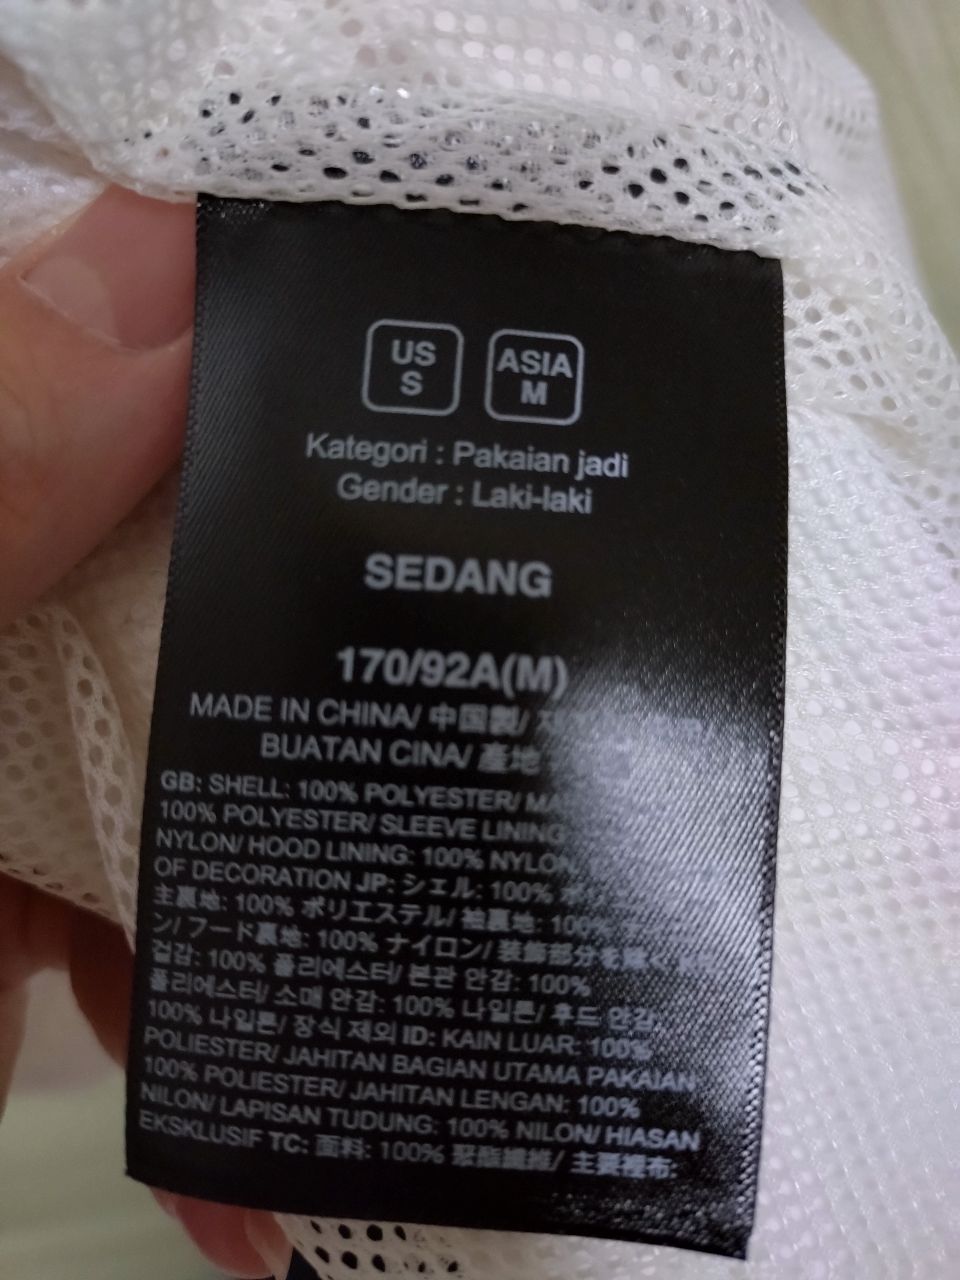 US
S
ASIA
M
Kategori : Pakaian jadi
Gender : Laki-laki
SEDANG
170/92A(M)
MADE IN CHINA/ 中国製/
BUATAN CINA/ 產地
GB: SHELL: 100% POLYESTER/
100% POLYESTER/ SLEEVE LINING
NYLON/ HOOD LINING: 100% NYLON
OF DECORATION JP: シェル: 100%
主裏地: 100% ポリエステル/ 袖裏地: 100%
ン/ フード裏地: 100% ナイロン/ 装飾部分を除く
겉감: 100% 폴리에스터/ 본판 안감: 100%
폴리에스터/ 소매 안감: 100% 나일론/ 후드 안감:
100% 나일론/ 장식 제외 ID: KAIN LUAR: 100%
POLIESTER/ JAHITAN BAGIAN UTAMA PAKAIAN
100% POLIESTER/ JAHITAN LENGAN: 100%
NILON/ LAPISAN TUDUNG: 100% NILON/ HIASAN
EKSKLUSIF TC: 面料: 100% 聚酯纖維/ 主要裡布: